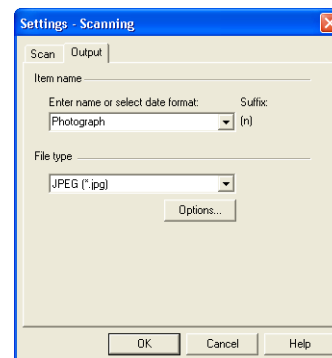 Settings - Scanning
Scan Output
Item name
Enter name or select date format: Suffix:
Photograph (n)
File type
JPEG (*.jpg)
Options...
OK Cancel Help